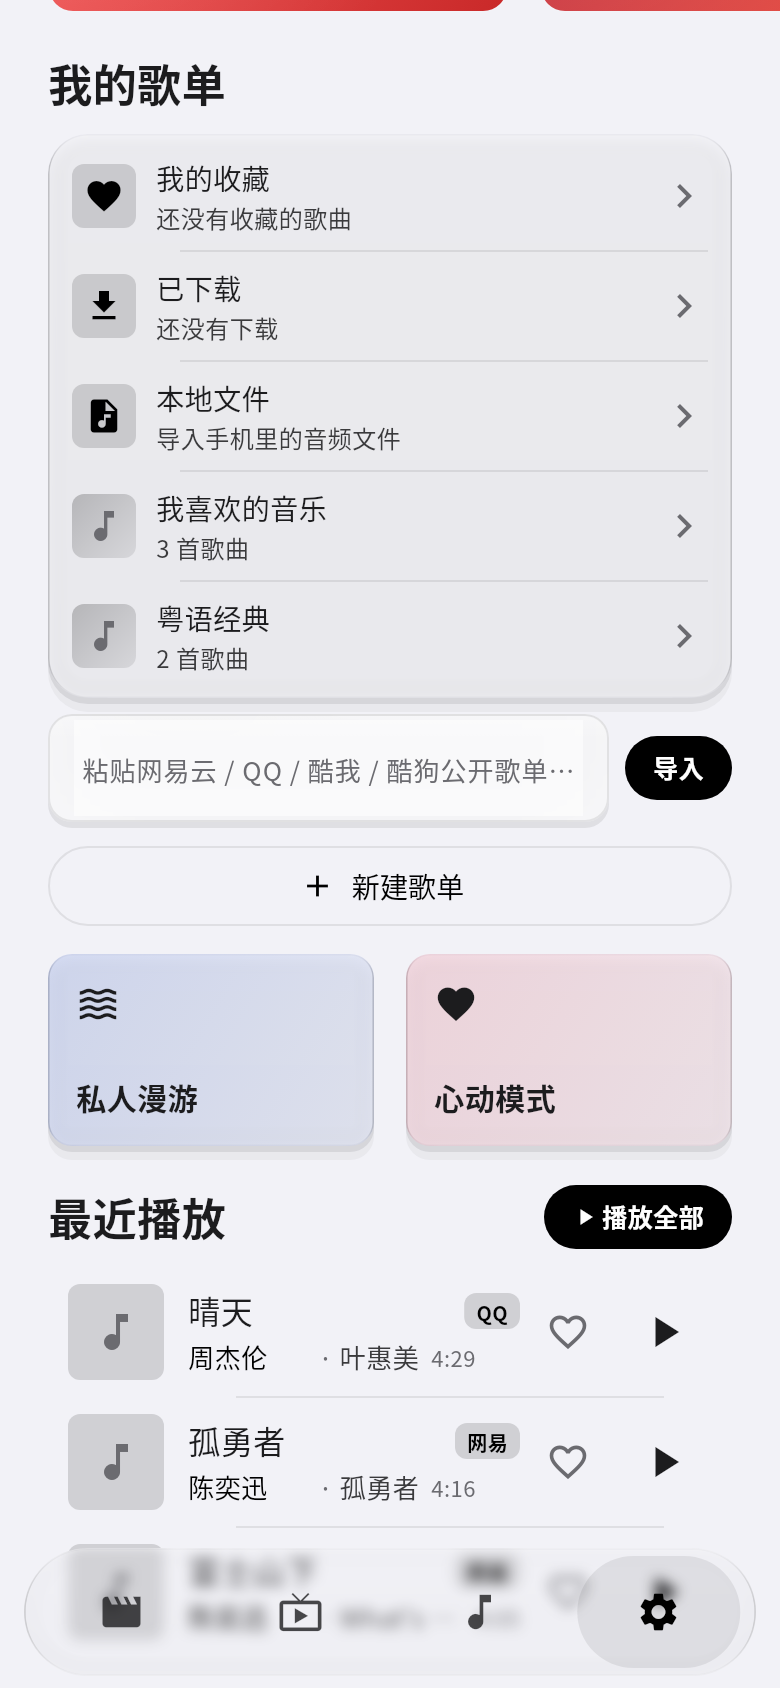 我的歌单
我的收藏
还没有收藏的歌曲
已下载
还没有下载
本地文件
导入手机里的音频文件
我喜欢的音乐
3 首歌曲
粤语经典
2 首歌曲
粘贴网易云 / QQ / 酷我 / 酷狗公开歌单…
导入
新建歌单
私人漫游
心动模式
最近播放
播放全部
晴天
QQ
周杰伦 · 叶惠美 4:29
孤勇者
网易
陈奕迅 · 孤勇者 4:16
富士山下